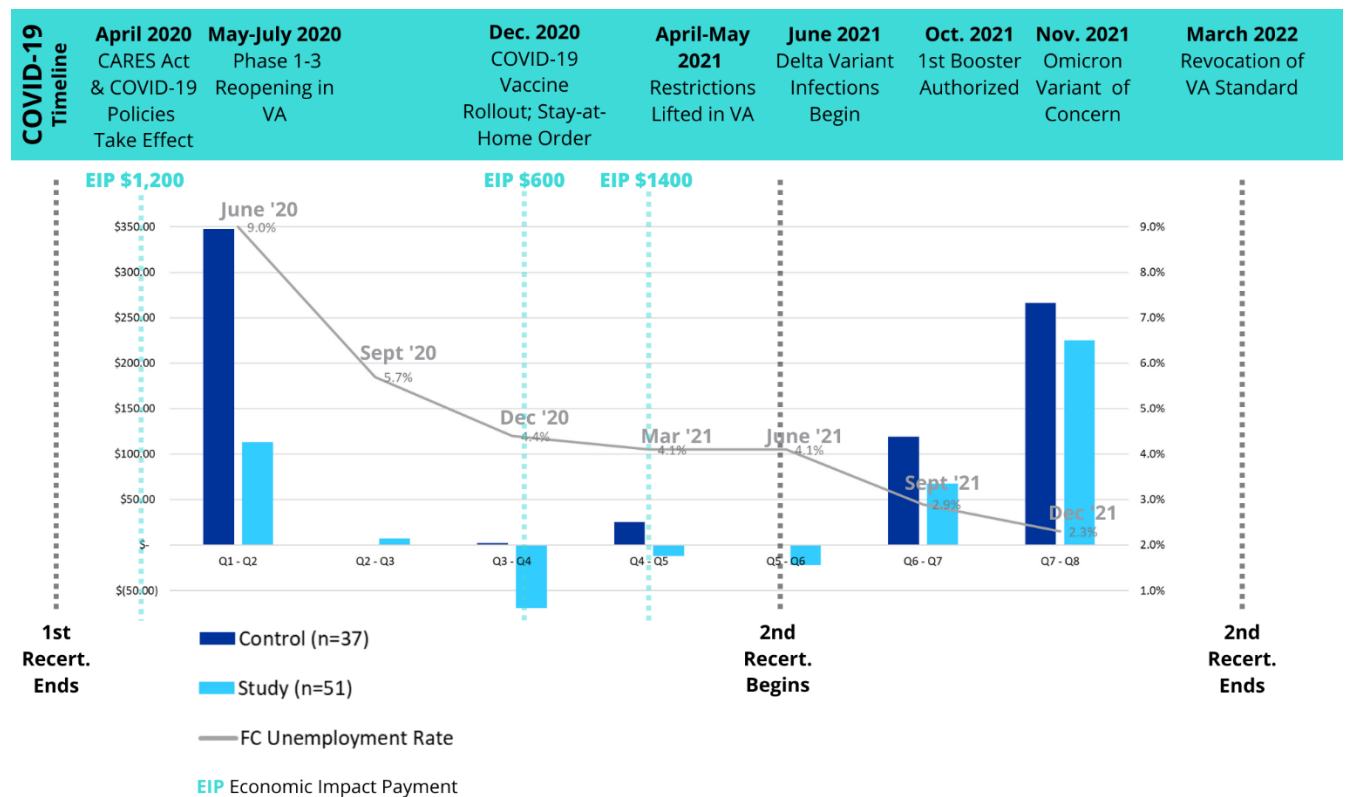 COVID-19
Timeline
April 2020
CARES Act
& COVID-19
Policies
Take Effect
May-July 2020
Phase 1-3
Reopening in
VA
Dec. 2020
COVID-19
Vaccine
Rollout; Stay-at-
Home Order
April-May
2021
Restrictions
Lifted in VA
June 2021
Delta Variant
Infections
Begin
Oct. 2021
1st Booster
Authorized
Nov. 2021
Omicron
Variant of
Concern
March 2022
Revocation of
VA Standard
EIP $1,200
EIP $600
EIP $1400
$350.00
$300.00
$250.00
$200.00
$150.00
$100.00
$50.00
$-
$(50.00)
June '20
9.0%
Sept '20
5.7%
Dec '20
4.4%
Mar '21
4.1%
June '21
4.1%
Sept '21
2.9%
Dec '21
2.3%
9.0%
8.0%
7.0%
6.0%
5.0%
4.0%
3.0%
2.0%
1.0%
Q1 - Q2
Q2 - Q3
Q3 - Q4
Q4 - Q5
Q5 - Q6
Q6 - Q7
Q7 - Q8
1st
Recert.
Ends
2nd
Recert.
Begins
2nd
Recert.
Ends
Control (n=37)
Study (n=51)
FC Unemployment Rate
EIP Economic Impact Payment